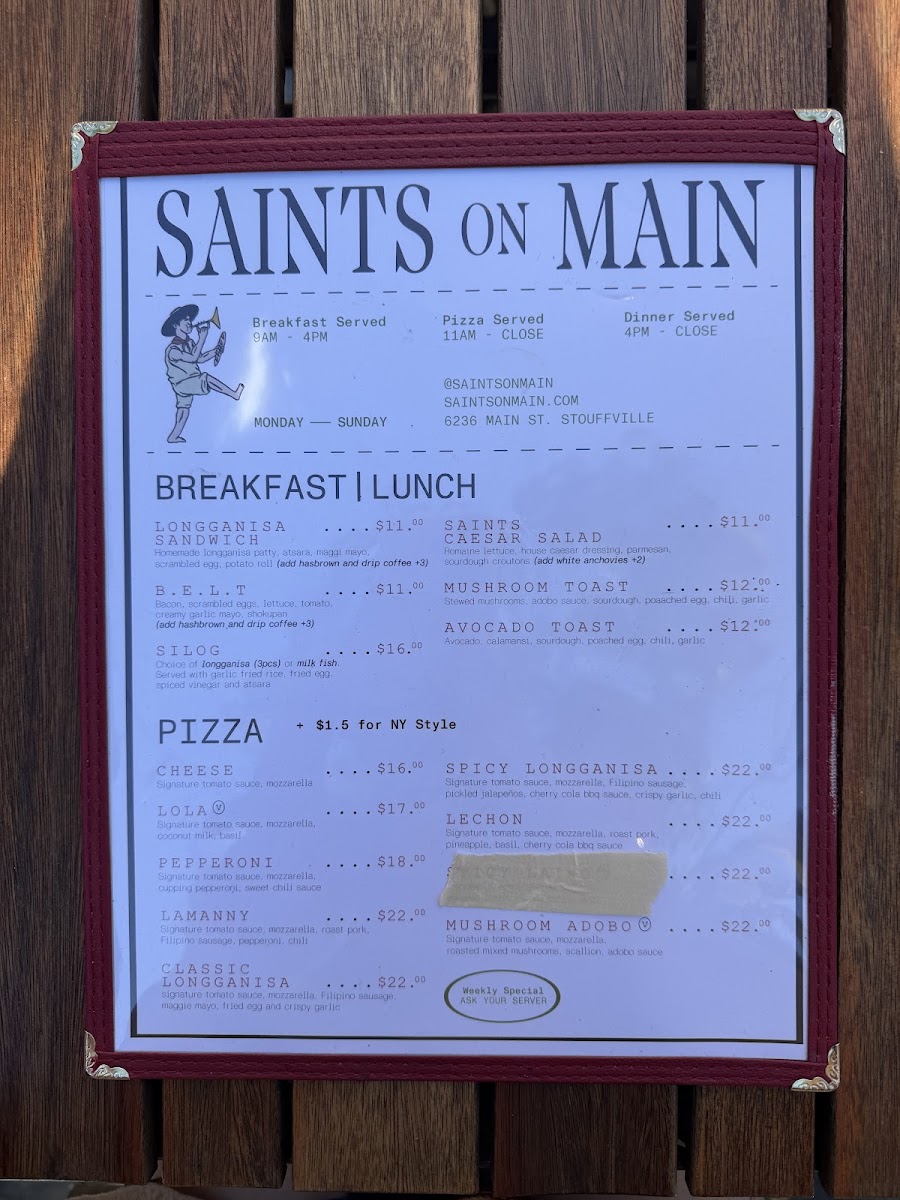 SAINTS ON MAIN
Breakfast Served
9AM - 4PM
Pizza Served
11AM - CLOSE
Dinner Served
4PM - CLOSE
MONDAY — SUNDAY
@SAINTSONMAIN
SAINTSONMAIN.COM
6236 MAIN ST. STOUFFVILLE
BREAKFAST | LUNCH
LONGGANISA
SANDWICH ....$11.00
Homemade longganisa patty, atsara, maggi mayo,
scrambled egg, potato roll (add hasbrown and drip coffee +3)
B.E.L.T ....$11.00
Bacon, scrambled eggs, lettuce, tomato,
creamy garlic mayo, shokupan
(add hashbrown and drip coffee +3)
SILOG ....$16.00
Choice of longganisa (3pcs) or milk fish.
Served with garlic fried rice, fried egg,
spiced vinegar and atsara
SAINTS
CAESAR SALAD ....$11.00
Romaine lettuce, house caesar dressing, parmesan,
sourdough croutons (add white anchovies +2)
MUSHROOM TOAST ....$12.00
Stewed mushrooms, adobo sauce, sourdough, poaached egg, chili, garlic
AVOCADO TOAST ....$12.00
Avocado, calamansi, sourdough, poached egg, chili, garlic
PIZZA + $1.5 for NY Style
CHEESE ....$16.00
Signature tomato sauce, mozzarella
LOLA V ....$17.00
Signature tomato sauce, mozzarella,
coconut milk, basil
PEPPERONI ....$18.00
Signature tomato sauce, mozzarella,
cupping pepperoni, sweet chili sauce
LAMANNY ....$22.00
Signature tomato sauce, mozzarella, roast pork,
Filipino sausage, pepperoni, chili
CLASSIC
LONGGANISA ....$22.00
signature tomato sauce, mozzarella, Filipino sausage,
maggie mayo, fried egg and crispy garlic
SPICY LONGGANISA ....$22.00
Signature tomato sauce, mozzarella, Filipino sausage,
pickled jalapeños, cherry cola bbq sauce, crispy garlic, chili
LECHON ....$22.00
Signature tomato sauce, mozzarella, roast pork,
pineapple, basil, cherry cola bbq sauce
....$22.00
MUSHROOM ADOBO V ....$22.00
Signature tomato sauce, mozzarella,
roasted mixed mushrooms, scallion, adobo sauce
Weekly Special
ASK YOUR SERVER